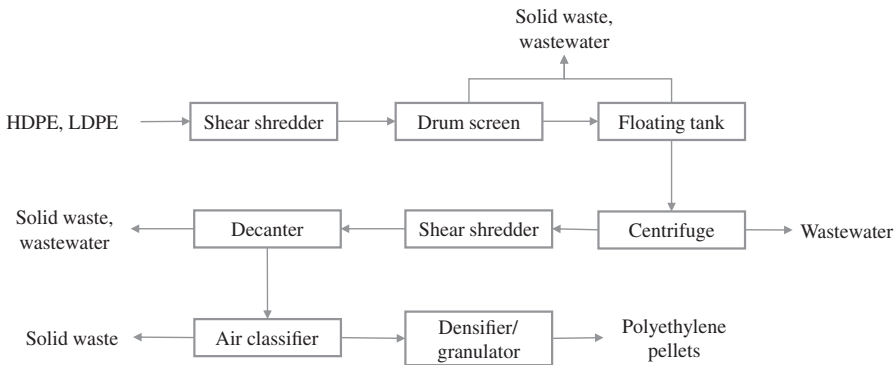 Solid waste,
wastewater
HDPE, LDPE
Shear shredder
Drum screen
Floating tank
Solid waste,
wastewater
Decanter
Shear shredder
Centrifuge
Wastewater
Solid waste
Air classifier
Densifier/
granulator
Polyethylene
pellets